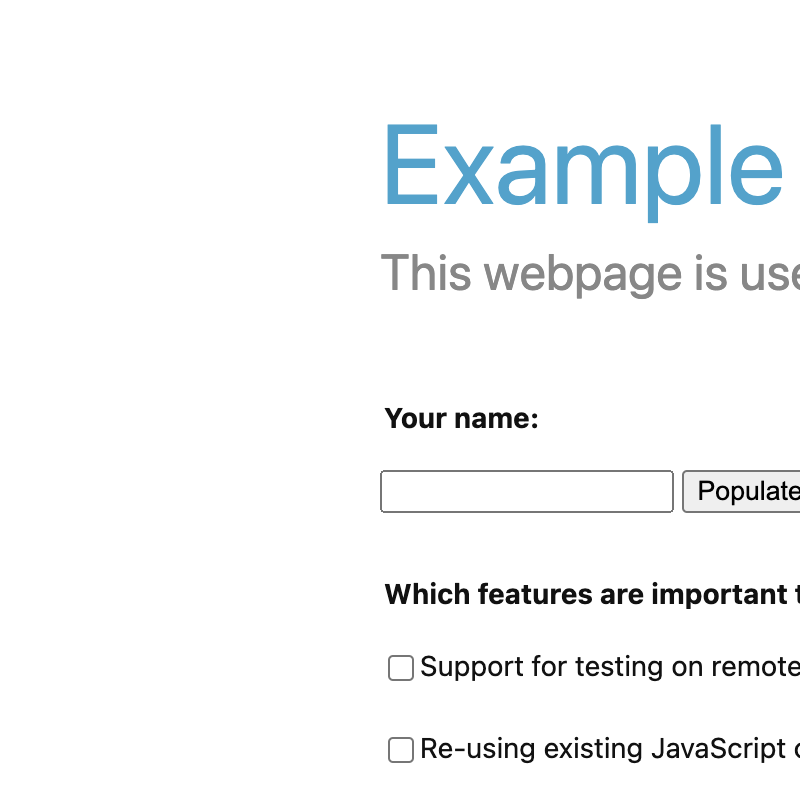 Example
This webpage is use
Your name:
Populate
Which features are important t
Support for testing on remote
Re-using existing JavaScript